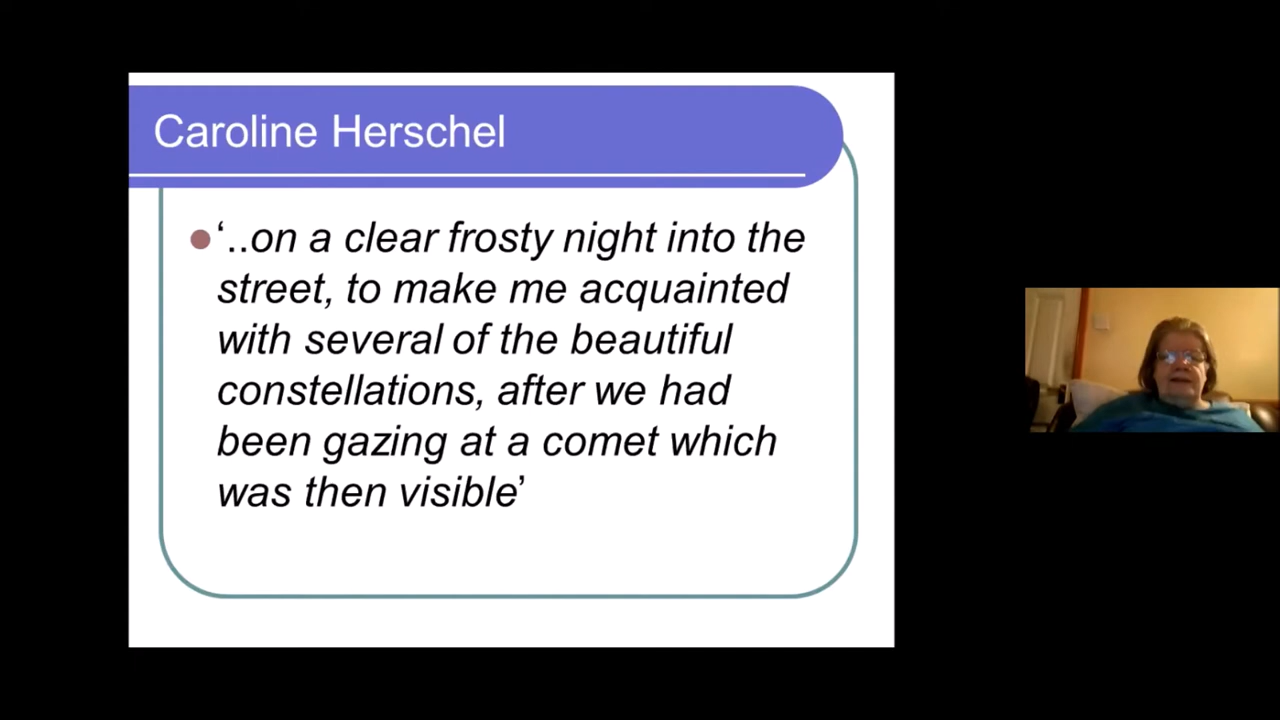 Caroline Herschel
‘..on a clear frosty night into the
street, to make me acquainted
with several of the beautiful
constellations, after we had
been gazing at a comet which
was then visible’